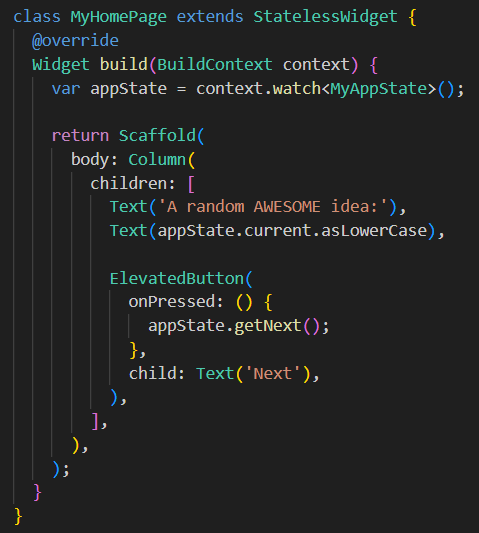 class MyHomePage extends StatelessWidget {
  @override
  Widget build(BuildContext context) {
    var appState = context.watch<MyAppState>();

    return Scaffold(
      body: Column(
        children: [
          Text('A random AWESOME idea:'),
          Text(appState.current.asLowerCase),

          ElevatedButton(
            onPressed: () {
              appState.getNext();
            },
            child: Text('Next'),
          ),
        ],
      ),
    );
  }
}